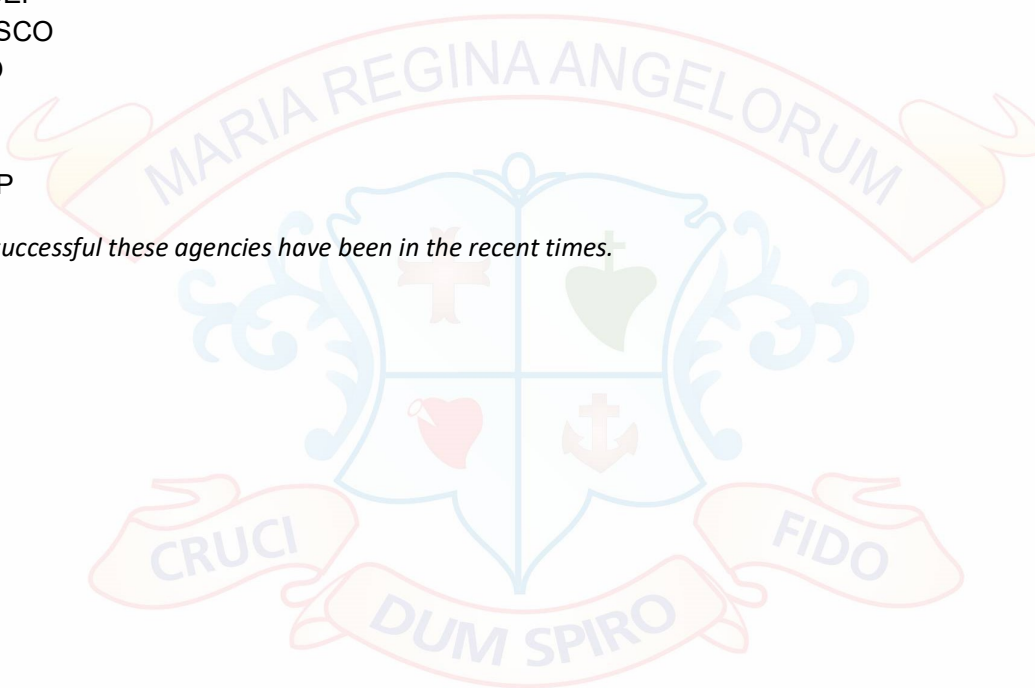 SCO
P
uccessful these agencies have been in the recent times.
MARIA REGINA ANGELORUM
CRUCI
FIDO
DUM SPIRO